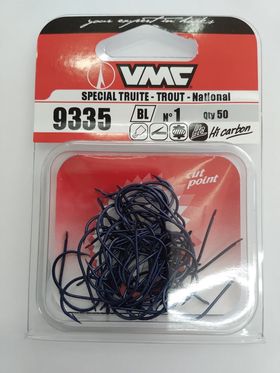 your expert in hooks
VMC
SPECIAL TRUITE - TROUT - National
9335 BL N° 1 Qty 50
Hi carbon
cut
point